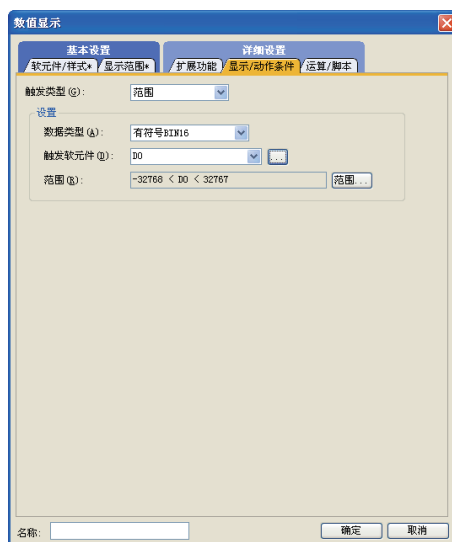 数值显示
基本设置 详细设置
软元件/样式* 显示范围* 扩展功能 显示/动作条件 运算/脚本
触发类型(G): 范围
设置
数据类型(A): 有符号BIN16
触发软元件(D): D0 ...
范围(R): -32768 < D0 < 32767 范围...
名称: 确定 取消